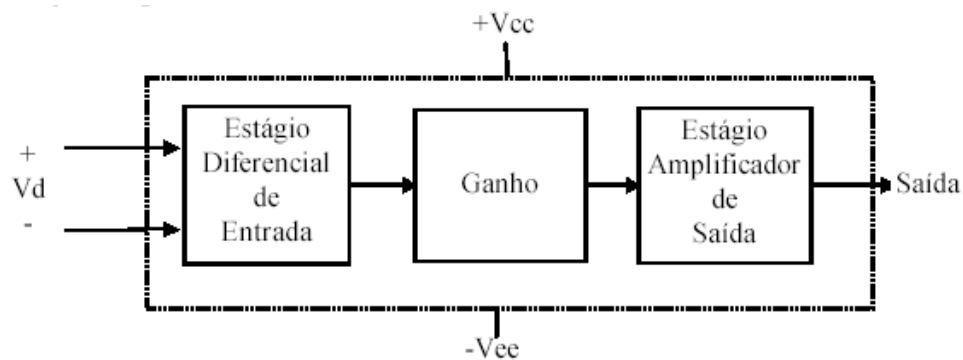 +Vcc
Estágio
Diferencial
de
Entrada
Ganho
Estágio
Amplificador
de
Saída
+
Vd
-
Saída
-Vee